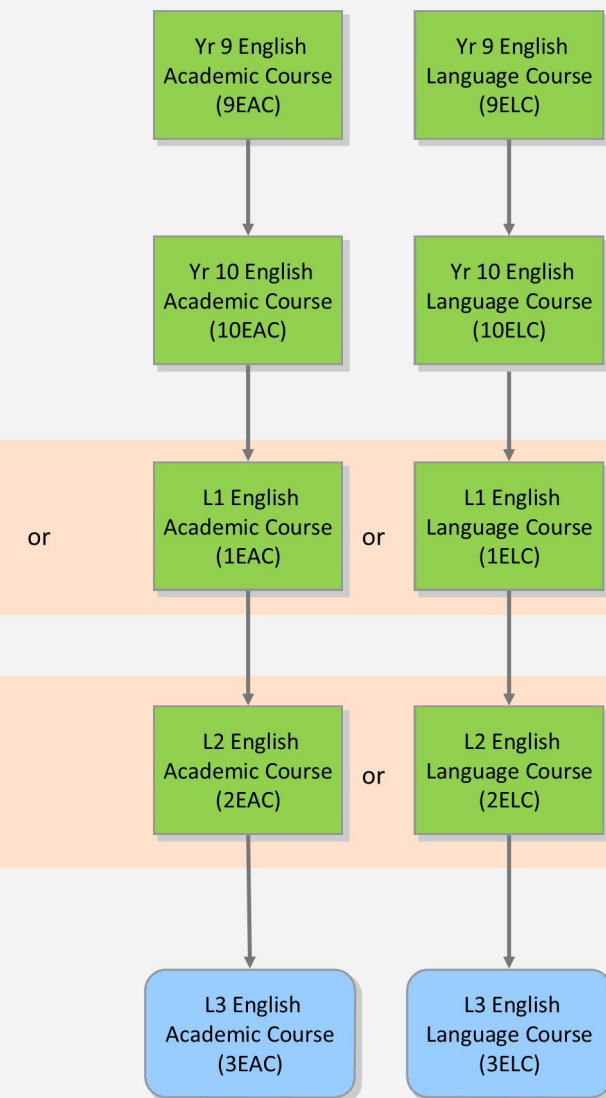 Yr 9 English
Academic Course
(9EAC)
Yr 9 English
Language Course
(9ELC)
Yr 10 English
Academic Course
(10EAC)
Yr 10 English
Language Course
(10ELC)
or
L1 English
Academic Course
(1EAC)
or
L1 English
Language Course
(1ELC)
L2 English
Academic Course
(2EAC)
or
L2 English
Language Course
(2ELC)
L3 English
Academic Course
(3EAC)
L3 English
Language Course
(3ELC)